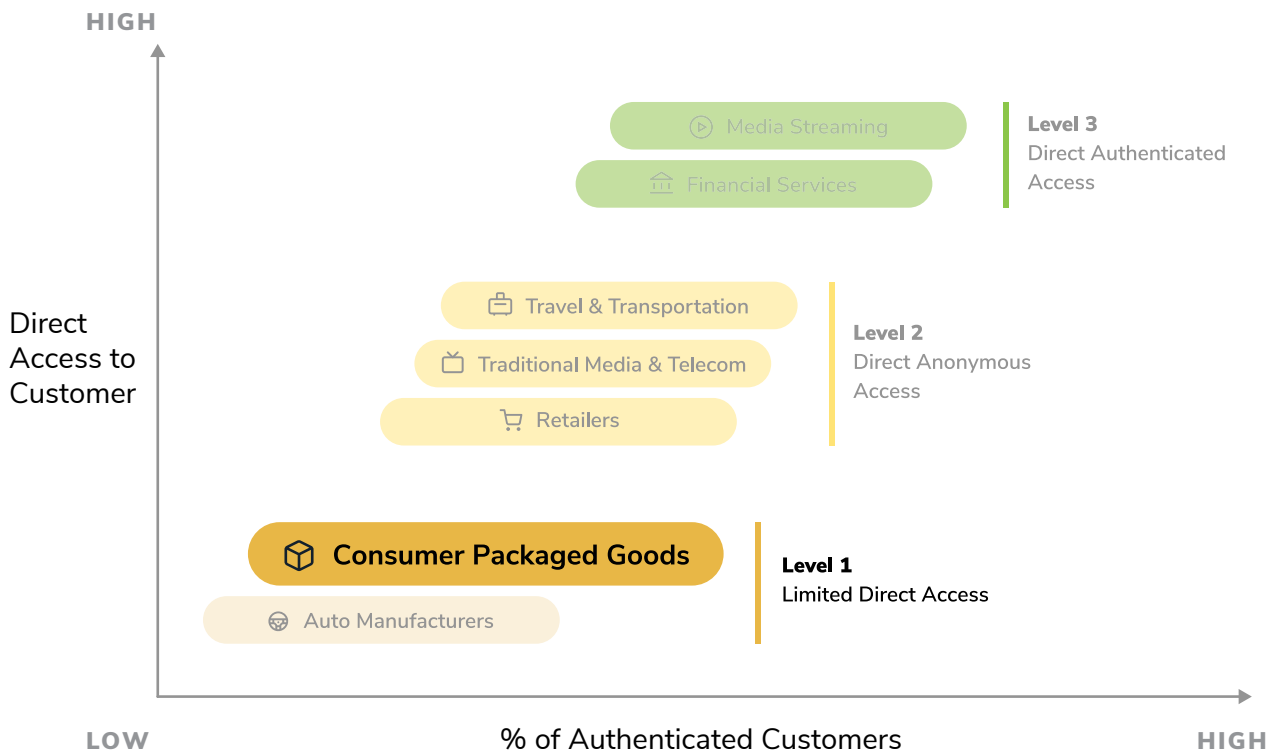 HIGH
Media Streaming
Financial Services
Level 3
Direct Authenticated
Access
Travel & Transportation
Traditional Media & Telecom
Retailers
Level 2
Direct Anonymous
Access
Direct
Access to
Customer
Consumer Packaged Goods
Auto Manufacturers
Level 1
Limited Direct Access
LOW
% of Authenticated Customers
HIGH